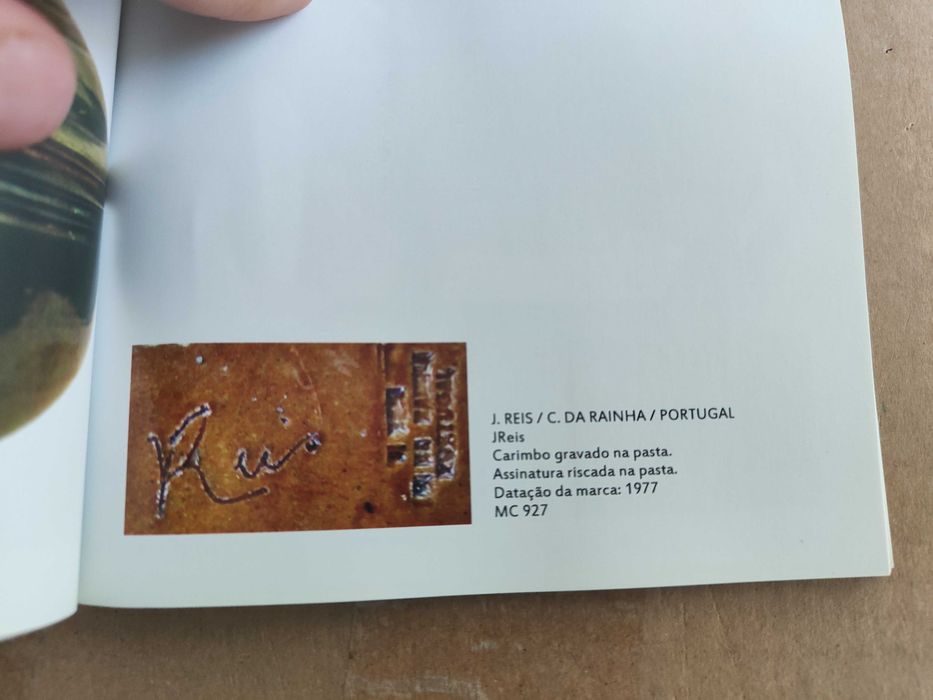 Reis
J. REIS / C. DA RAINHA / PORTUGAL
JReis
Carimbo gravado na pasta.
Assinatura riscada na pasta.
Datação da marca: 1977
MC 927